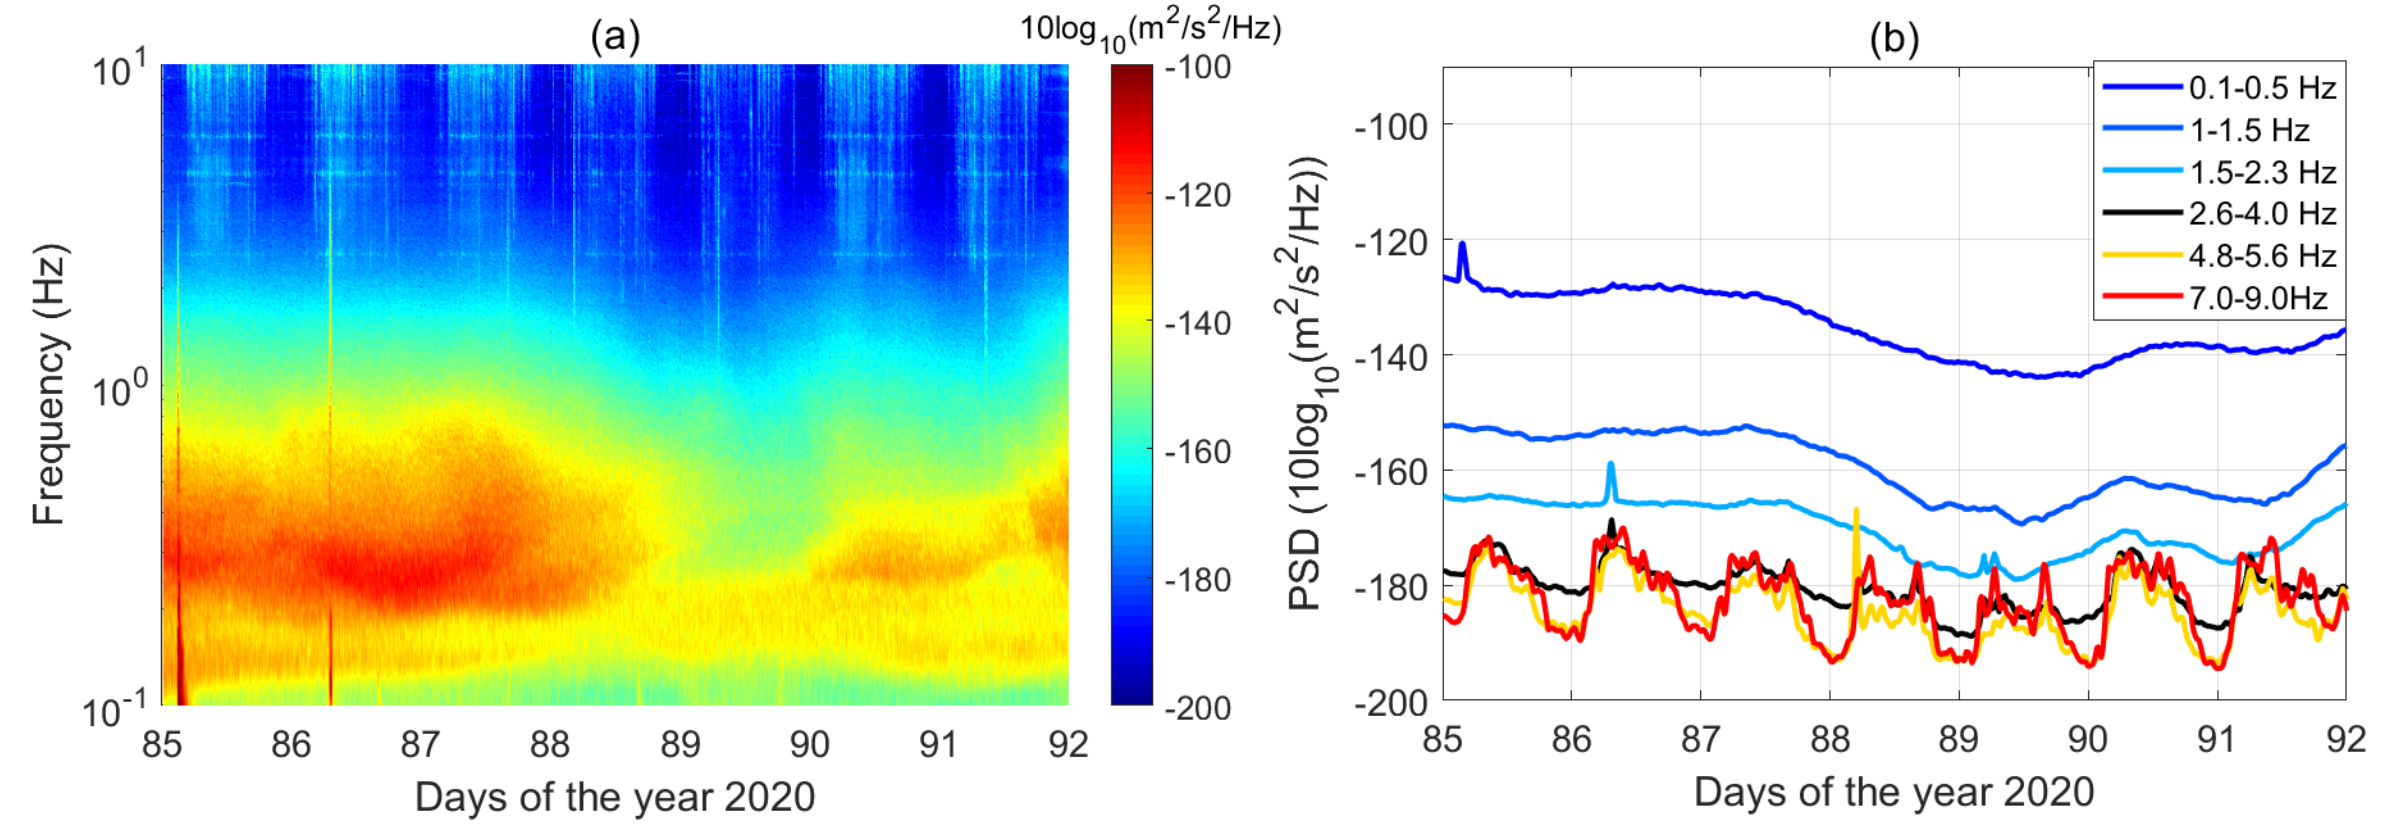 (a)
10log10(m2/s2/Hz)
Frequency (Hz)
10^1
10^0
10^-1
85 86 87 88 89 90 91 92
Days of the year 2020
-100
-120
-140
-160
-180
-200
(b)
PSD (10log10(m2/s2/Hz))
-100
-120
-140
-160
-180
-200
0.1-0.5 Hz
1-1.5 Hz
1.5-2.3 Hz
2.6-4.0 Hz
4.8-5.6 Hz
7.0-9.0Hz
85 86 87 88 89 90 91 92
Days of the year 2020